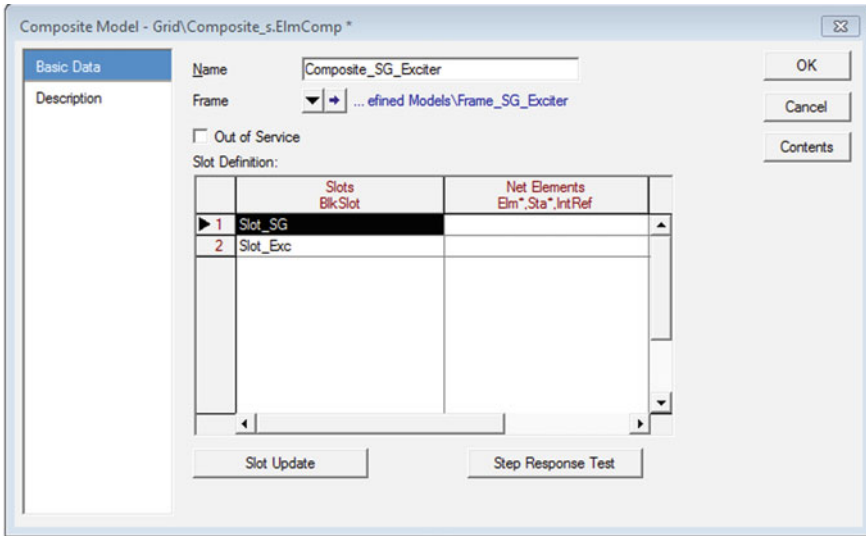 Composite Model - Grid\Composite_s.ElmComp *
Basic Data
Description
Name
Composite_SG_Exciter
Frame
... efined Models\Frame_SG_Exciter
Out of Service
Slot Definition:
Slots
BlkSlot
Net Elements
Elm*,Sta*,IntRef
1 Slot_SG
2 Slot_Exc
Slot Update
Step Response Test
OK
Cancel
Contents